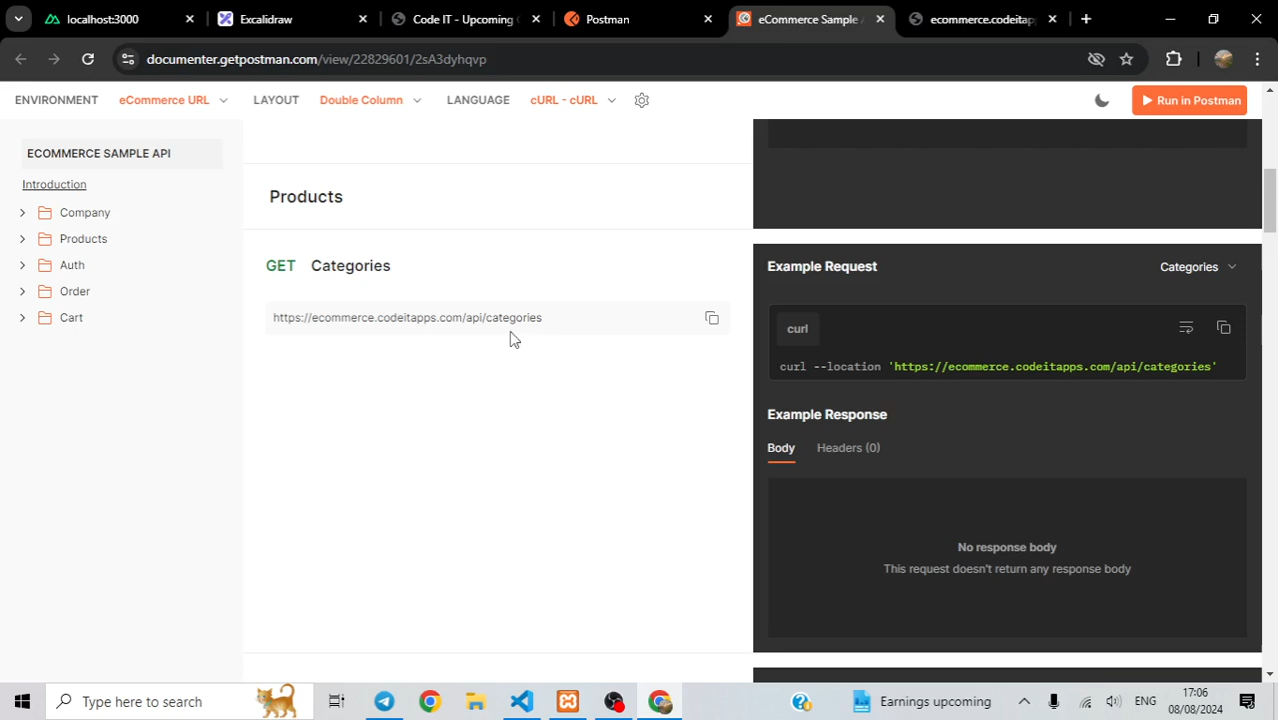 localhost:3000
Excalidraw
Code IT - Upcoming
Postman
eCommerce Sample
ecommerce.codeitap
documenter.getpostman.com/view/22829601/2sA3dyhqvp
ENVIRONMENT eCommerce URL LAYOUT Double Column LANGUAGE cURL - cURL Run in Postman
ECOMMERCE SAMPLE API
Introduction
Company
Products
Auth
Order
Cart
Products
GET Categories
https://ecommerce.codeitapps.com/api/categories
Example Request Categories
curl
curl --location 'https://ecommerce.codeitapps.com/api/categories'
Example Response
Body Headers (0)
No response body
This request doesn't return any response body
Type here to search
Earnings upcoming
ENG
17:06
08/08/2024